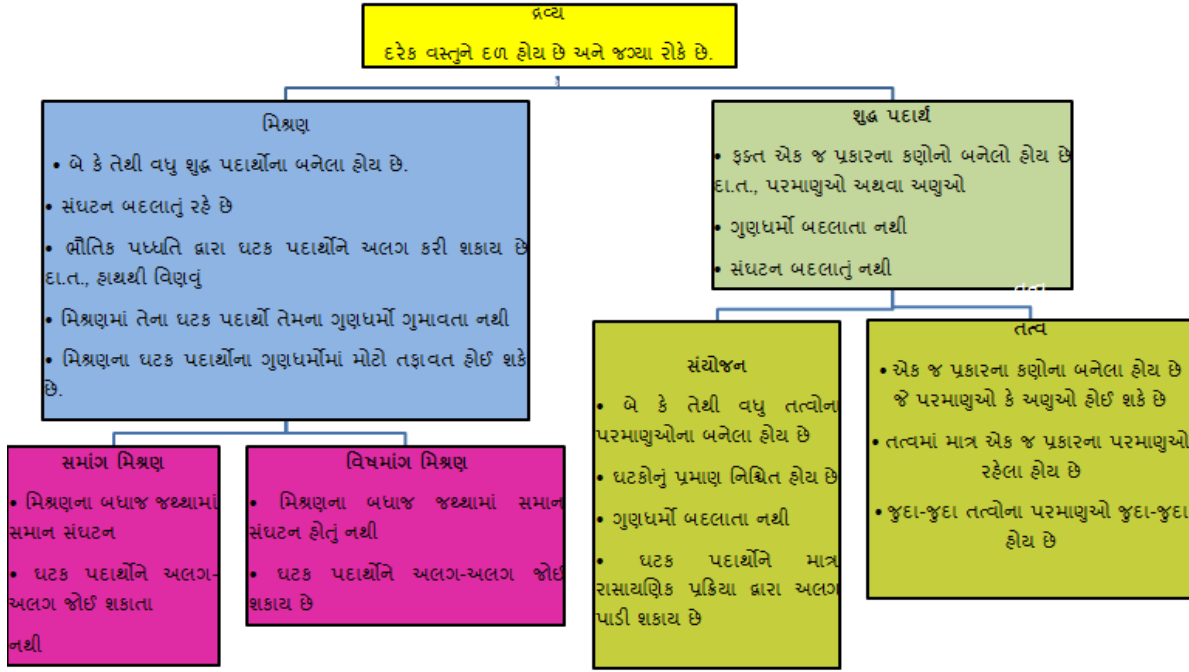 દ્રવ્ય
દરેક વસ્તુને દળ હોય છે અને જગ્યા રોકે છે.
મિશ્રણ
• બે કે તેથી વધુ શુદ્ધ પદાર્થોના બનેલા હોય છે.
• સંઘટન બદલાતું રહે છે
• ભૌતિક પધ્ધતિ દ્વારા ઘટક પદાર્થોને અલગ કરી શકાય છે
દા.ત., હાથથી વિણવું
• મિશ્રણમાં તેના ઘટક પદાર્થો તેમના ગુણધર્મો ગુમાવતા નથી
• મિશ્રણના ઘટક પદાર્થોના ગુણધર્મોમાં મોટો તફાવત હોઈ શકે
છે.
શુદ્ધ પદાર્થ
• ફક્ત એક જ પ્રકારના કણોનો બનેલો હોય છે
દા.ત., પરમાણુઓ અથવા અણુઓ
• ગુણધર્મો બદલાતા નથી
• સંઘટન બદલાતું નથી
સમાંગ મિશ્રણ
• મિશ્રણના બધાજ જથ્થામાં
સમાન સંઘટન
• ઘટક પદાર્થોને અલગ-
અલગ જોઈ શકાતા
નથી
વિષમાંગ મિશ્રણ
• મિશ્રણના બધાજ જથ્થામાં સમાન
સંઘટન હોતું નથી
• ઘટક પદાર્થોને અલગ-અલગ જોઈ
શકાય છે
સંયોજન
• બે કે તેથી વધુ તત્વોના
પરમાણુઓના બનેલા હોય છે
• ઘટકોનું પ્રમાણ નિશ્ચિત હોય છે
• ગુણધર્મો બદલાતા નથી
• ઘટક પદાર્થોને માત્ર
રાસાયણિક પ્રક્રિયા દ્વારા અલગ
પાડી શકાય છે
તત્વ
• એક જ પ્રકારના કણોના બનેલા હોય છે
જે પરમાણુઓ કે અણુઓ હોઈ શકે છે
• તત્વમાં માત્ર એક જ પ્રકારના પરમાણુઓ
રહેલા હોય છે
• જુદા-જુદા તત્વોના પરમાણુઓ જુદા-જુદા
હોય છે